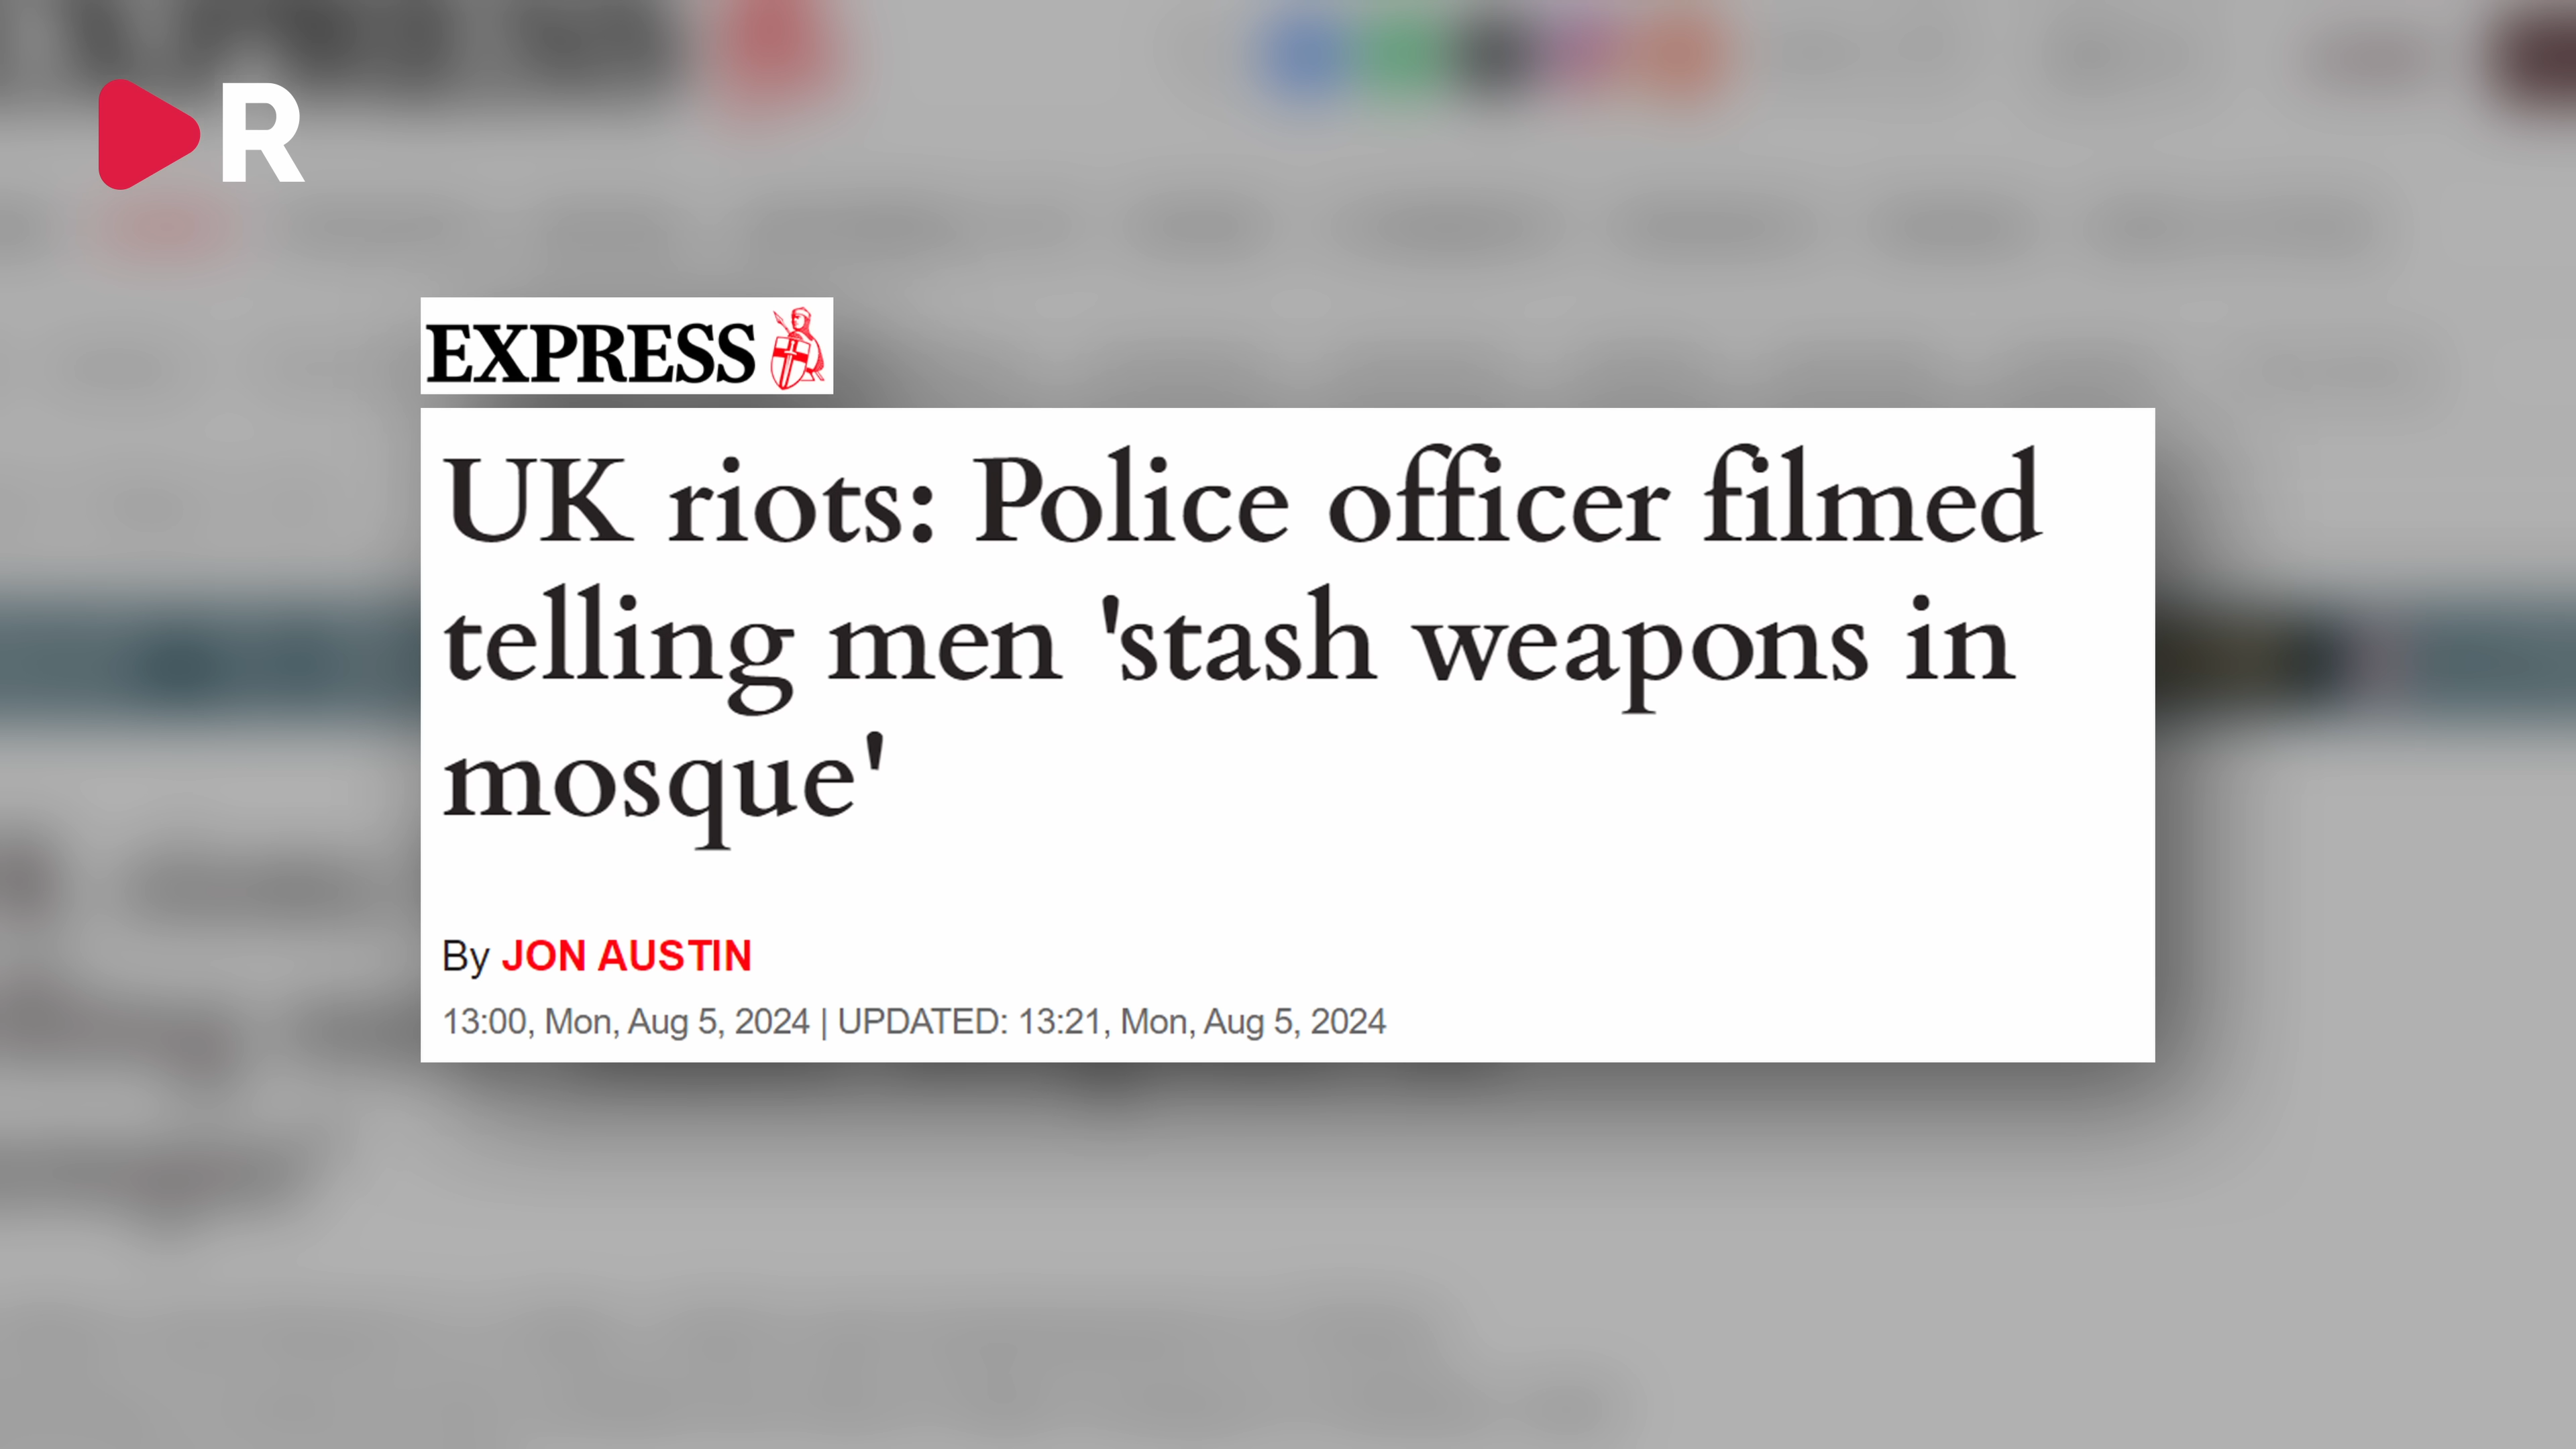 R
EXPRESS
UK riots: Police officer filmed
telling men 'stash weapons in
mosque'
By JON AUSTIN
13:00, Mon, Aug 5, 2024 | UPDATED: 13:21, Mon, Aug 5, 2024